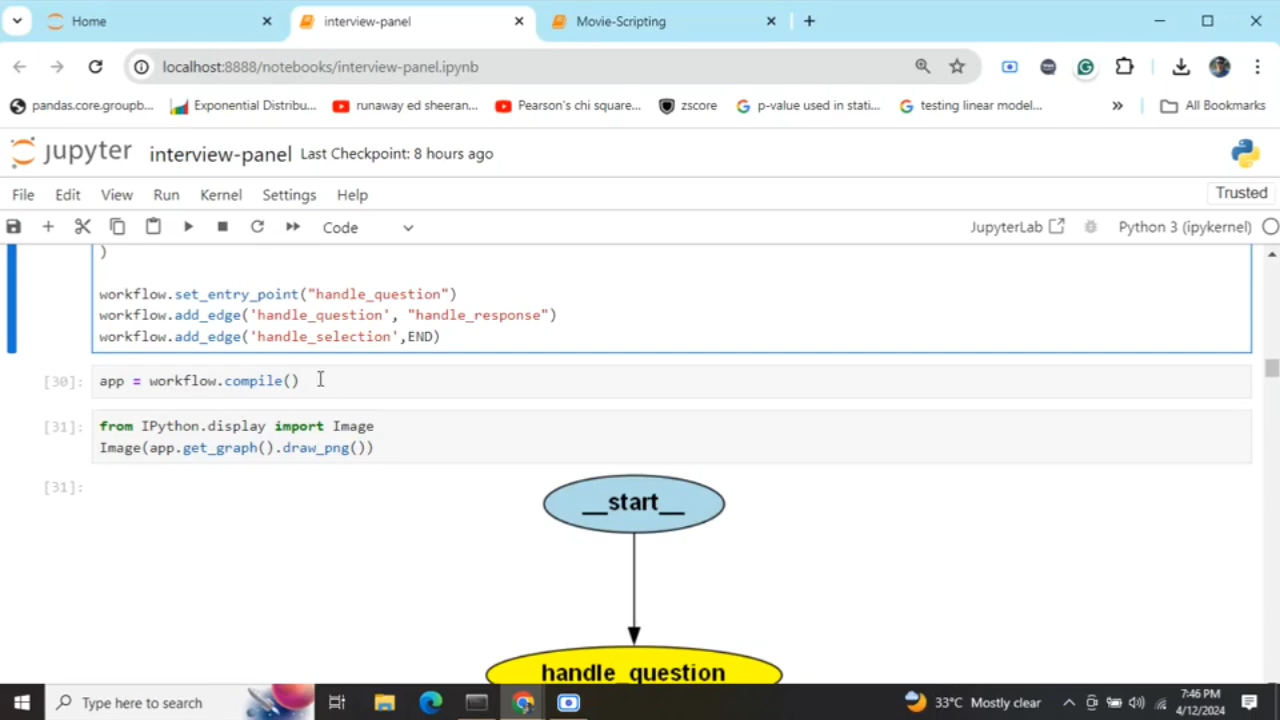 Home
interview-panel
Movie-Scripting
localhost:8888/notebooks/interview-panel.ipynb
pandas.core.groupb...
Exponential Distribu...
runaway ed sheeran...
Pearson's chi square...
zscore
p-value used in stati...
testing linear model...
»
All Bookmarks
jupyter
interview-panel Last Checkpoint: 8 hours ago
File Edit View Run Kernel Settings Help
Trusted
Code
JupyterLab
Python 3 (ipykernel)
)
workflow.set_entry_point("handle_question")
workflow.add_edge('handle_question', "handle_response")
workflow.add_edge('handle_selection',END)
[30]: app = workflow.compile()
[31]: from IPython.display import Image
Image(app.get_graph().draw_png())
[31]:
__start__
handle_question
Type here to search
33°C Mostly clear
7:46 PM
4/12/2024